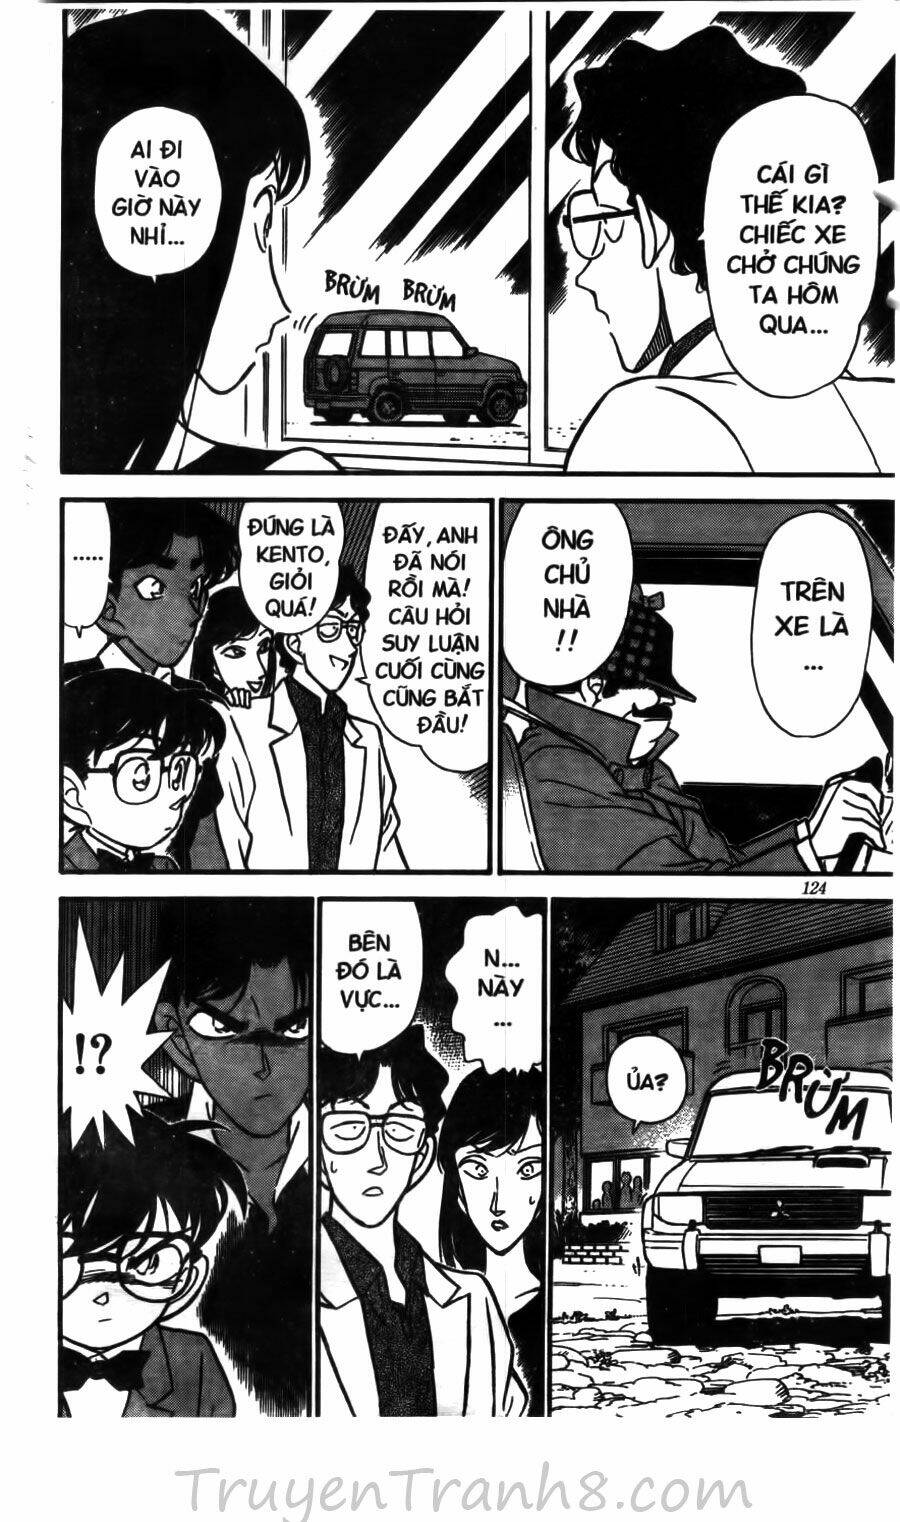 CÁI GÌ
THẾ KIA?
CHIẾC XE
CHỞ CHÚNG
TA HÔM
QUA...
BRỪM BRỪM
AI ĐI
VÀO
GIỜ NÀY
NHỈ...
TRÊN
XE LÀ
...
ÔNG
CHỦ
NHÀ
!!
ĐẤY, ANH
ĐÃ NÓI
RỒI MÀ!
CÂU HỎI
SUY LUẬN
CUỐI CÙNG
CŨNG BẮT
ĐẦU!
ĐÚNG LÀ
KENTO,
GIỎI
QUÁ!
......
124
BRỪM
ỦA?
N...
NÀY
...
BÊN
ĐÓ LÀ
VỰC...
!?
TruyenTranh8.com